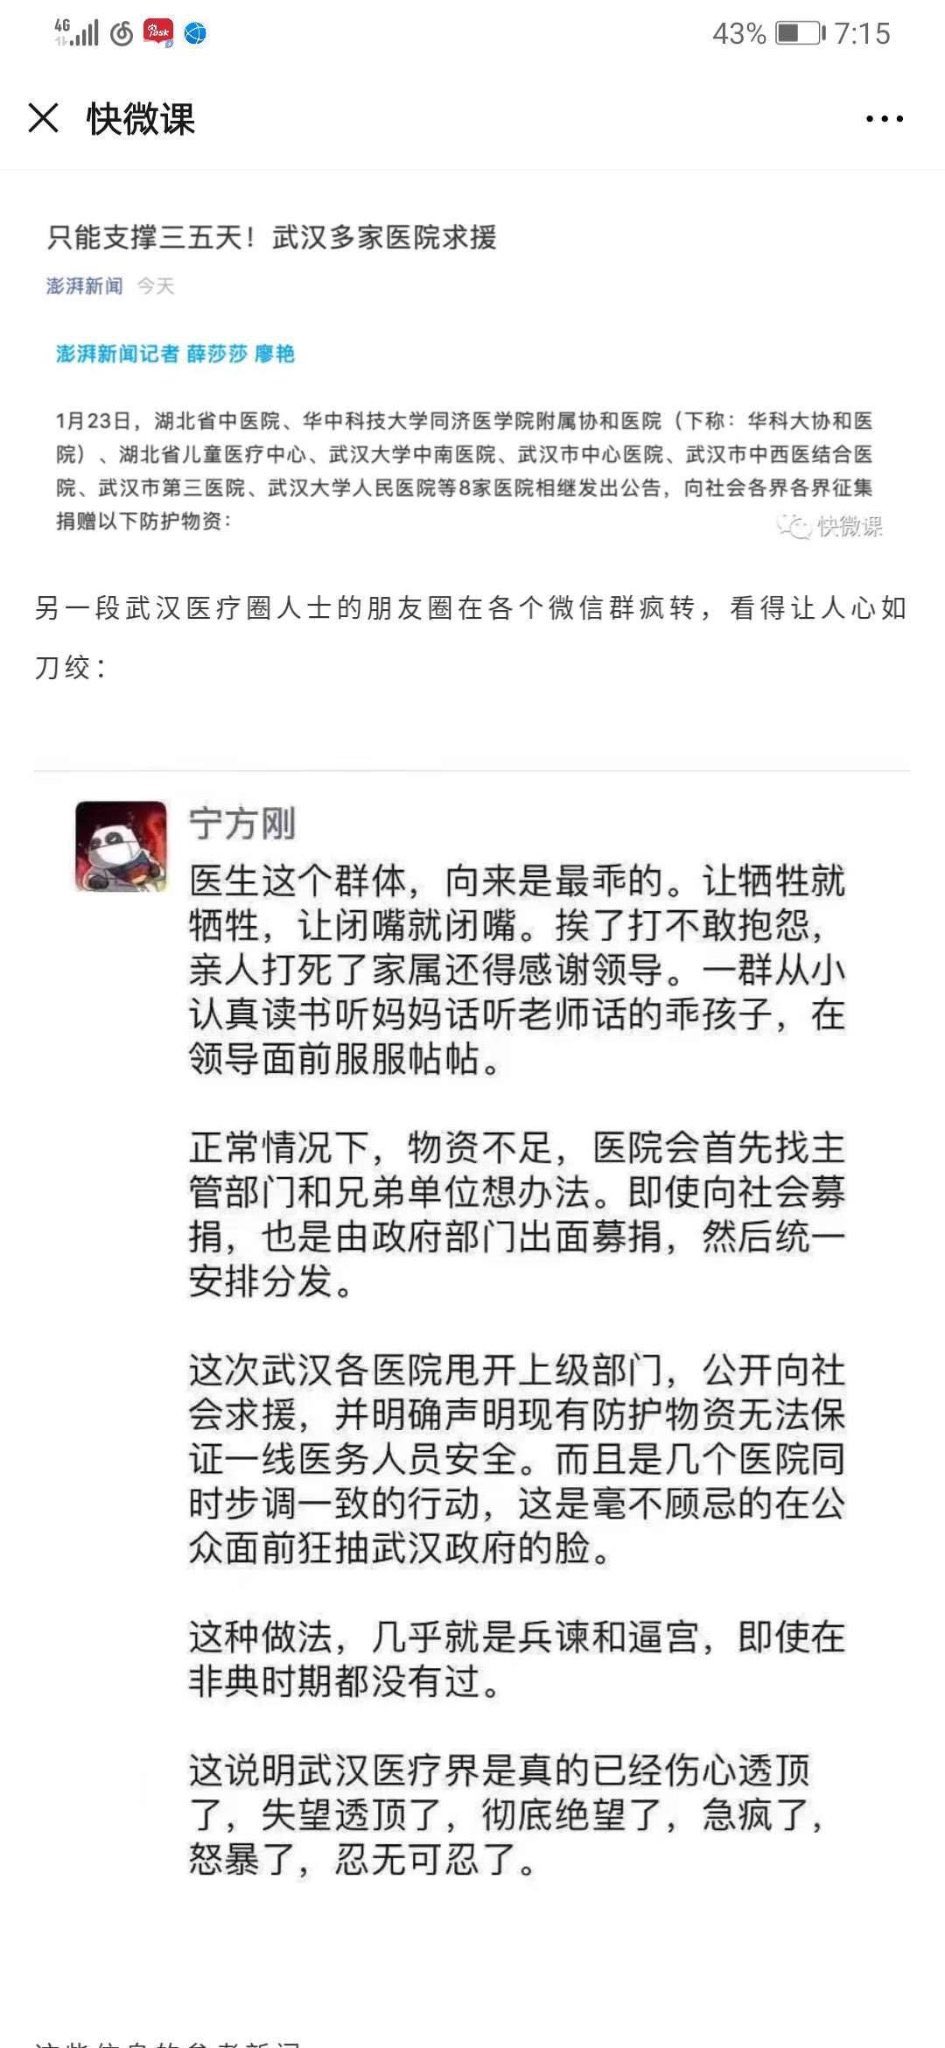 4G
43% 7:15
快微课
只能支撑三五天！武汉多家医院求援
澎湃新闻 今天
澎湃新闻记者 薛莎莎 廖艳
1月23日，湖北省中医院、华中科技大学同济医学院附属协和医院（下称：华科大协和医
院）、湖北省儿童医疗中心、武汉大学中南医院、武汉市中心医院、武汉市中西医结合医
院、武汉市第三医院、武汉大学人民医院等8家医院相继发出公告，向社会各界各界征集
捐赠以下防护物资：
快微课
另一段武汉医疗圈人士的朋友圈在各个微信群疯转，看得让人心如
刀绞：
宁方刚
医生这个群体，向来是最乖的。让牺牲就
牺牲，让闭嘴就闭嘴。挨了打不敢抱怨，
亲人打死了家属还得感谢领导。一群从小
认真读书听妈妈话听老师话的乖孩子，在
领导面前服服帖帖。
正常情况下，物资不足，医院会首先找主
管部门和兄弟单位想办法。即使向社会募
捐，也是由政府部门出面募捐，然后统一
安排分发。
这次武汉各医院甩开上级部门，公开向社
会求援，并明确声明现有防护物资无法保
证一线医务人员安全。而且是几个医院同
时步调一致的行动，这是毫不顾忌的在公
众面前狂抽武汉政府的脸。
这种做法，几乎就是兵谏和逼宫，即使在
非典时期都没有过。
这说明武汉医疗界是真的已经伤心透顶
了，失望透顶了，彻底绝望了，急疯了，
怒暴了，忍无可忍了。